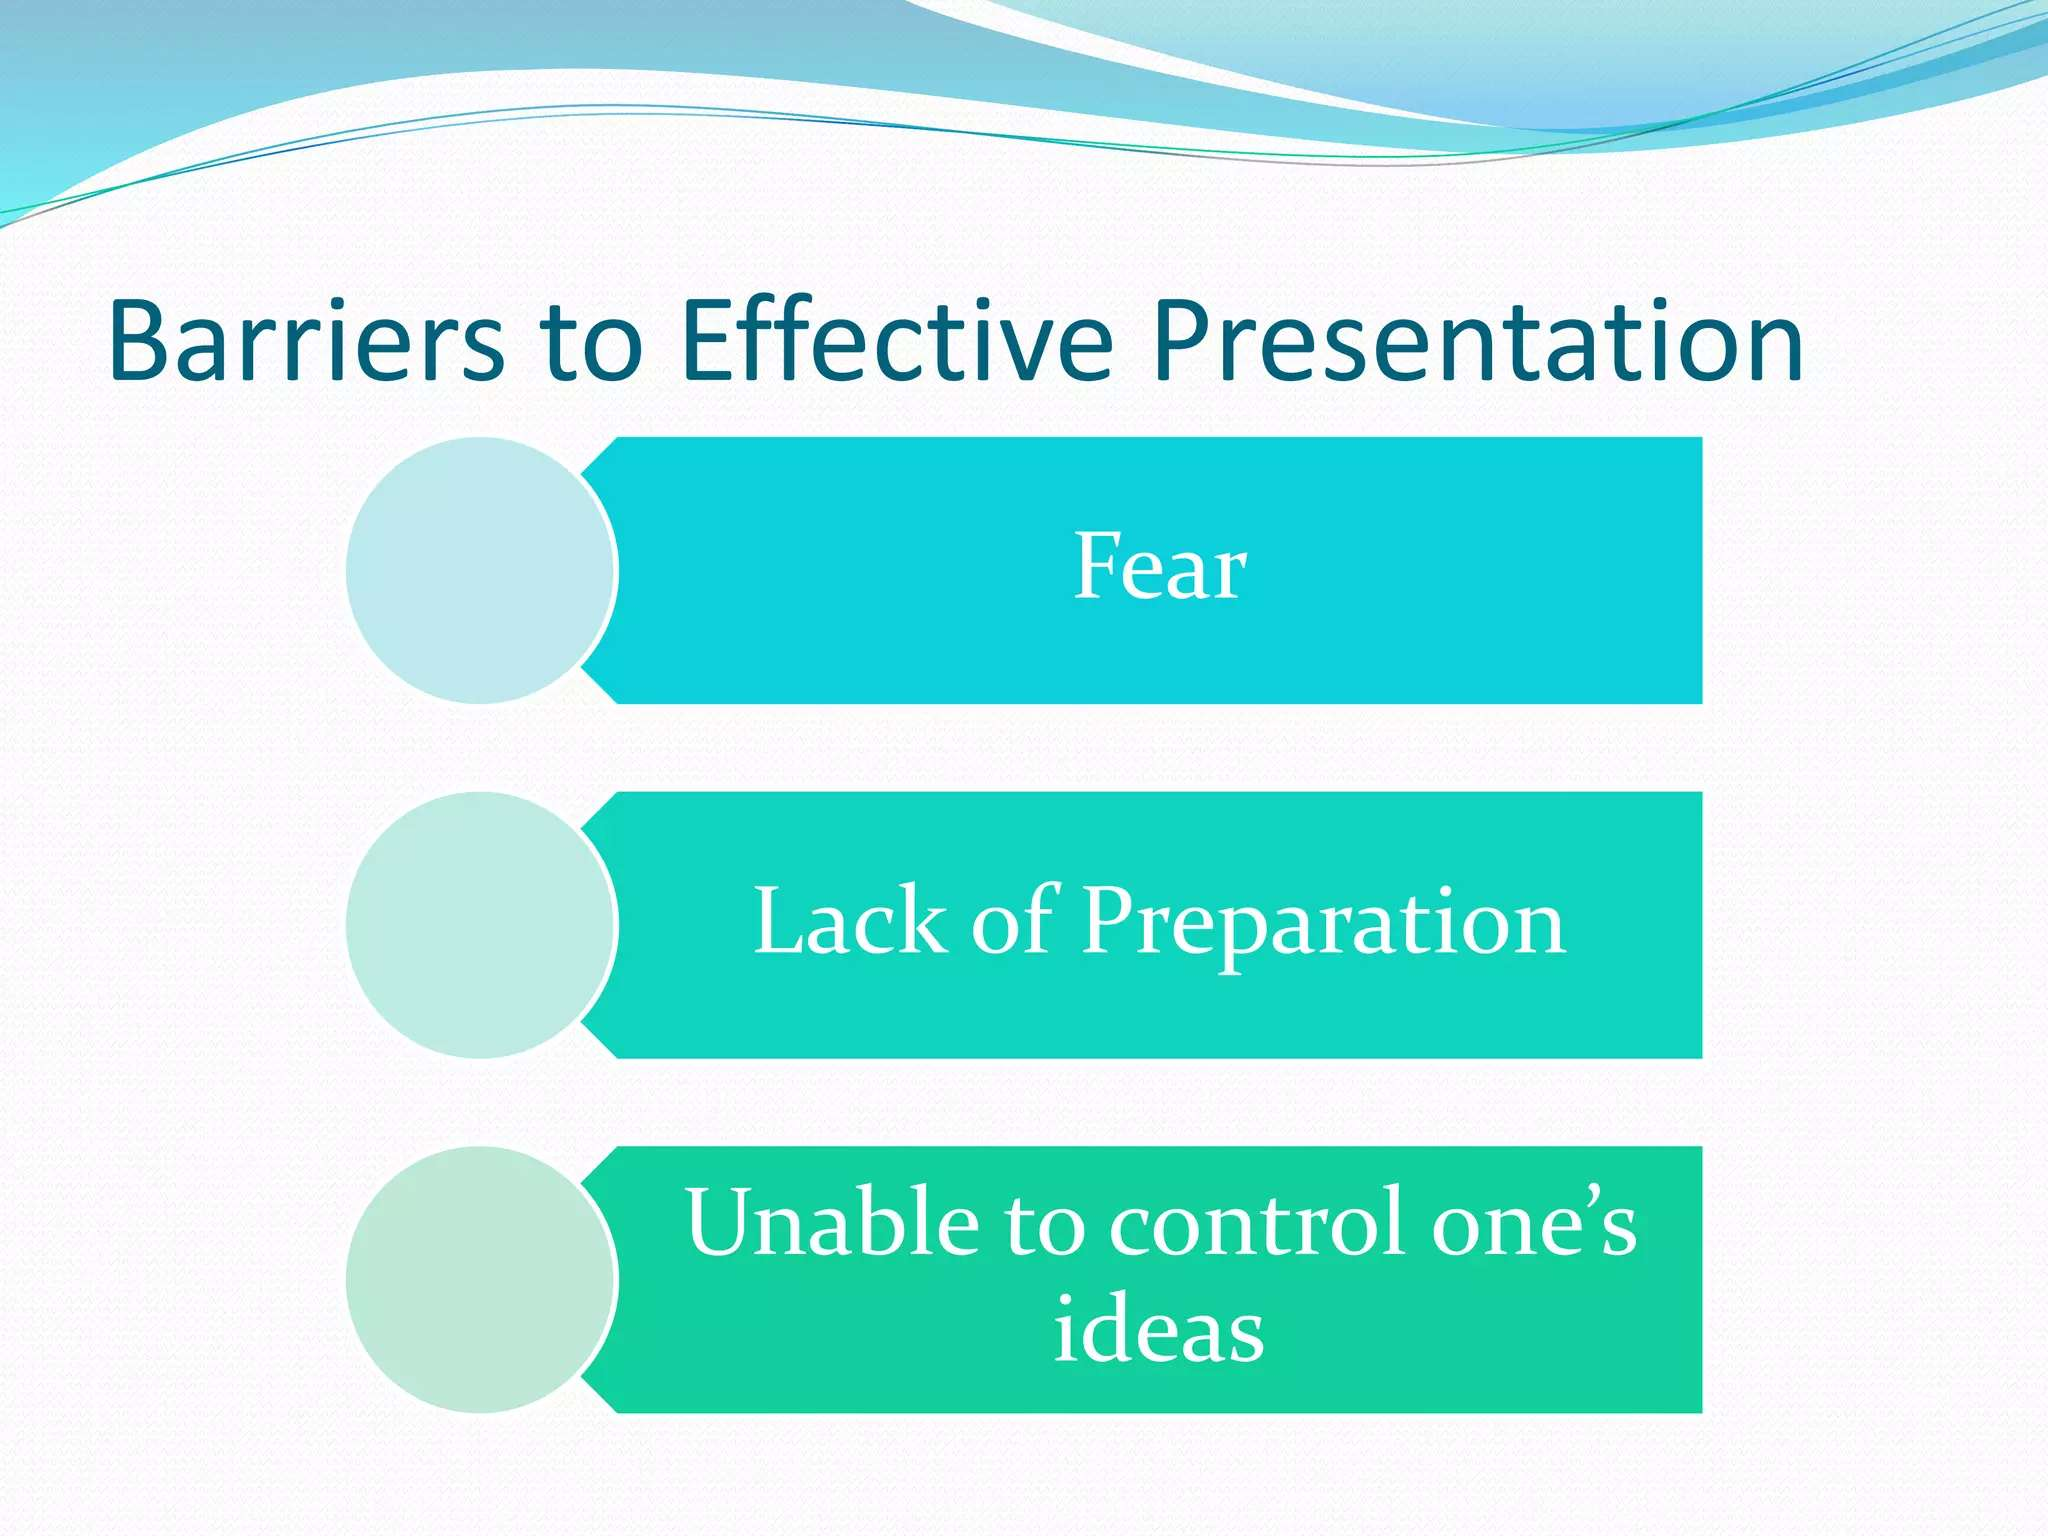 Barriers to Effective Presentation
Fear
Lack of Preparation
Unable to control one’s
ideas